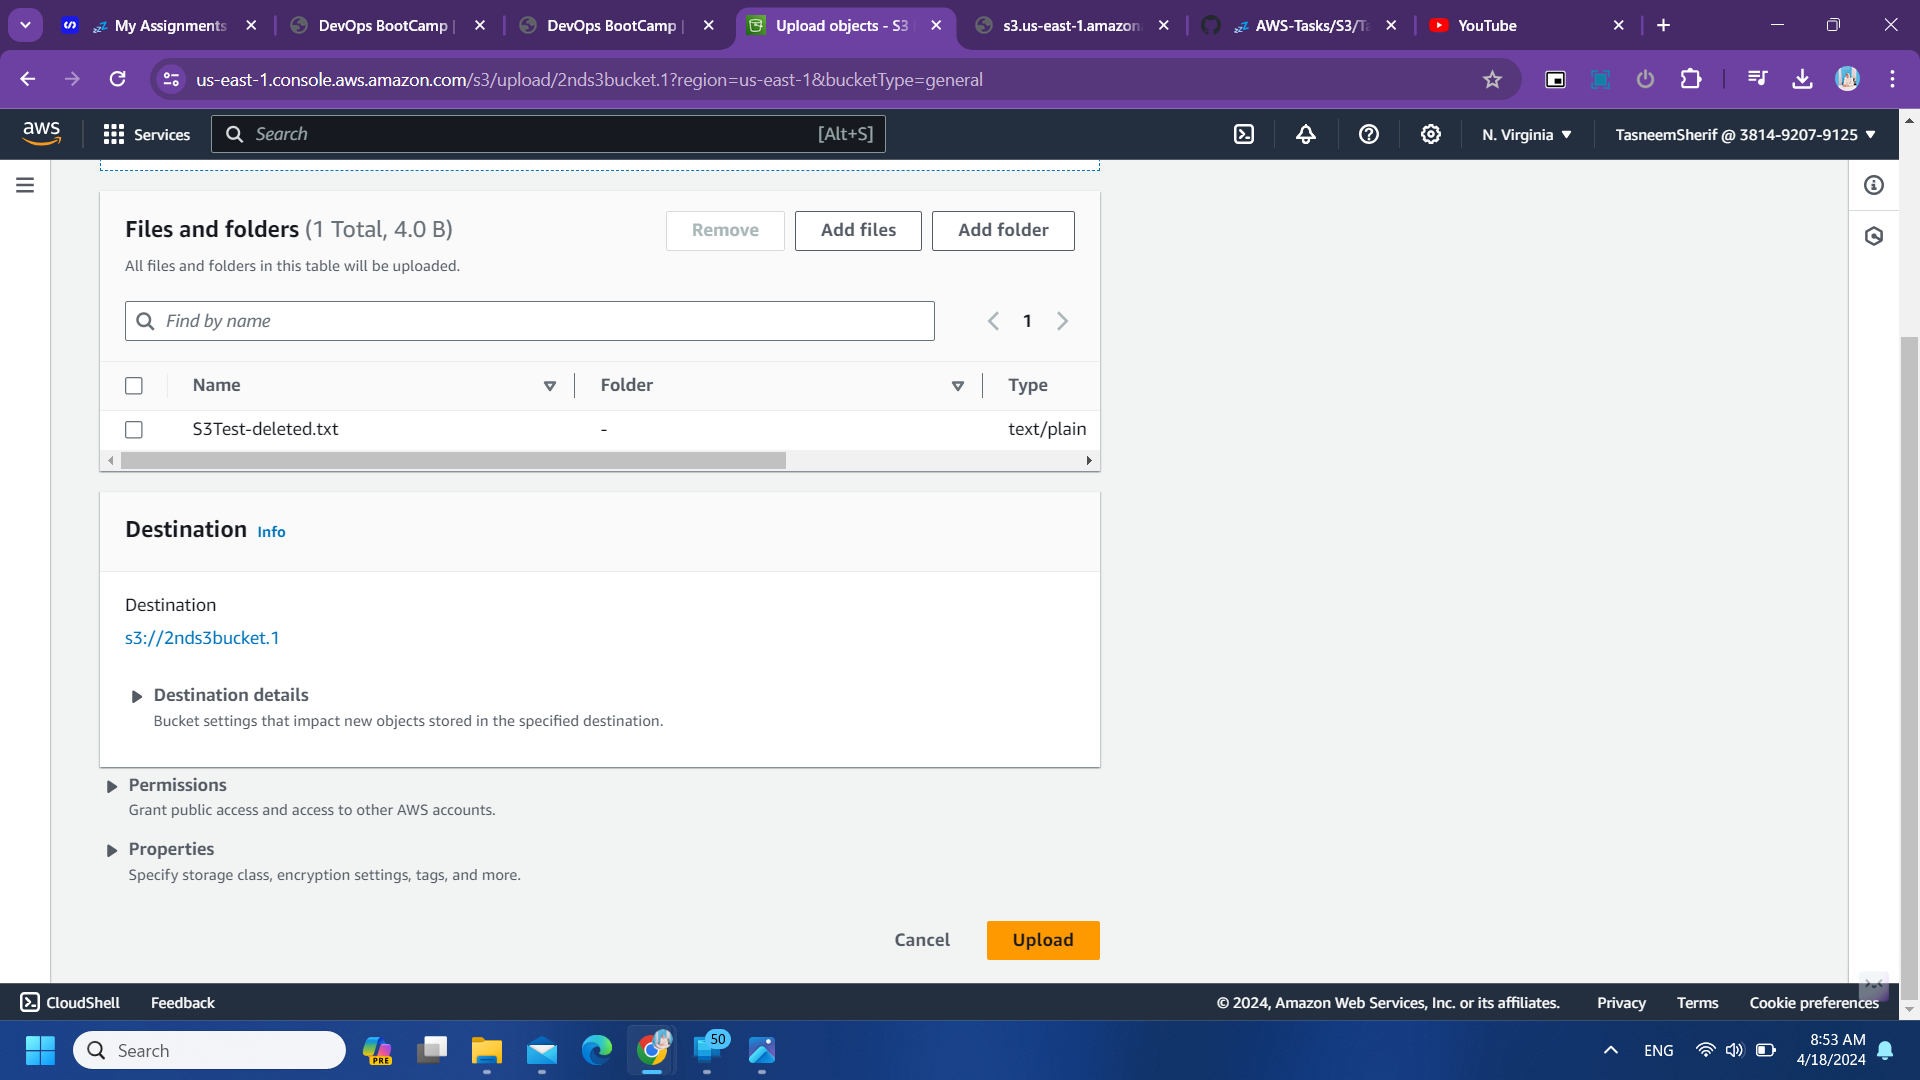 My Assignments
DevOps BootCamp |
DevOps BootCamp |
Upload objects - S3
s3.us-east-1.amazon
AWS-Tasks/S3/Ta
YouTube
us-east-1.console.aws.amazon.com/s3/upload/2nds3bucket.1?region=us-east-1&bucketType=general
aws
Services
Search
[Alt+S]
N. Virginia
TasneemSherif @ 3814-9207-9125
Files and folders (1 Total, 4.0 B)
Remove
Add files
Add folder
All files and folders in this table will be uploaded.
Find by name
1
Name
Folder
Type
S3Test-deleted.txt
-
text/plain
Destination Info
Destination
s3://2nds3bucket.1
Destination details
Bucket settings that impact new objects stored in the specified destination.
Permissions
Grant public access and access to other AWS accounts.
Properties
Specify storage class, encryption settings, tags, and more.
Cancel
Upload
CloudShell
Feedback
© 2024, Amazon Web Services, Inc. or its affiliates.
Privacy
Terms
Cookie preferences
Search
PRE
50
ENG
8:53 AM
4/18/2024